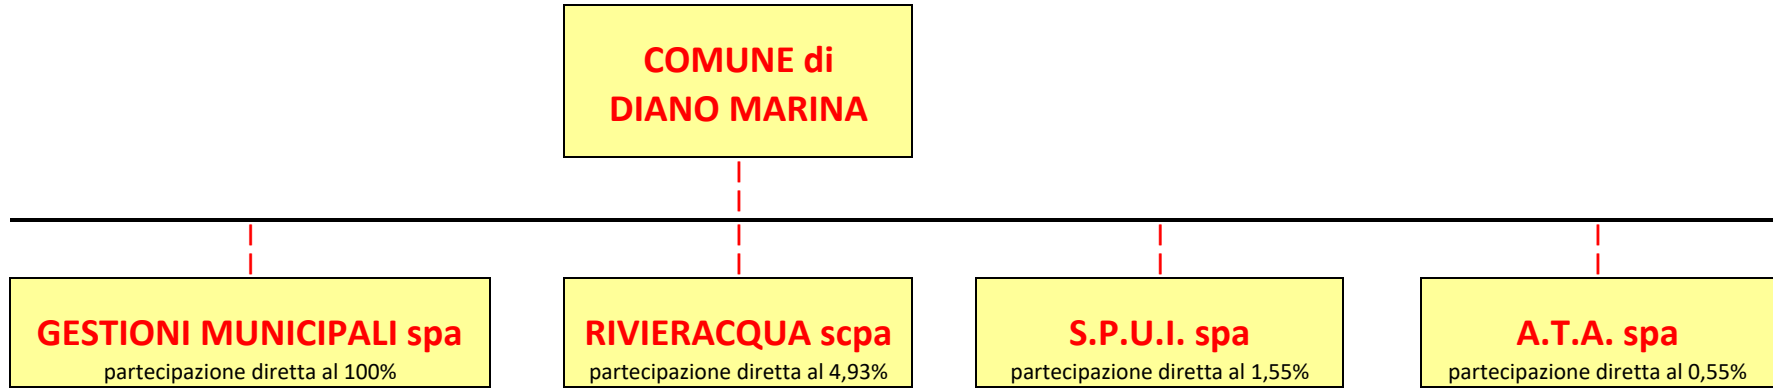 COMUNE di
DIANO MARINA
GESTIONI MUNICIPALI spa
partecipazione diretta al 100%
RIVIERACQUA scpa
partecipazione diretta al 4,93%
S.P.U.I. spa
partecipazione diretta al 1,55%
A.T.A. spa
partecipazione diretta al 0,55%